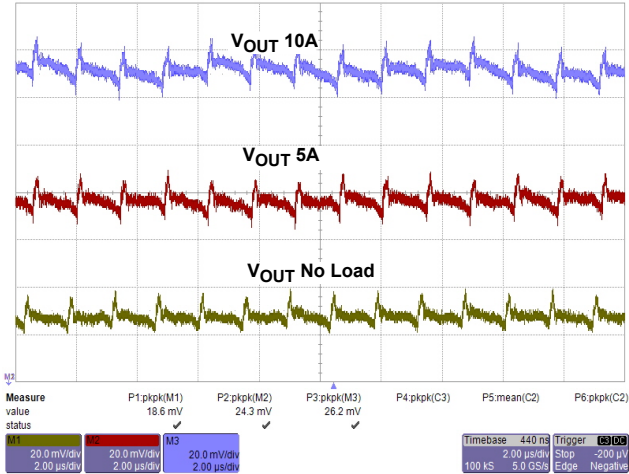 VOUT 10A
VOUT 5A
VOUT No Load
M3
Measure P1:pkpk(M1) P2:pkpk(M2) P3:pkpk(M3) P4:pkpk(C3) P5:mean(C2) P6:pkpk(C2)
value 18.6 mV 24.3 mV 26.2 mV
status
M1
20.0 mV/div
2.00 µs/div
M2
20.0 mV/div
2.00 µs/div
M3
20.0 mV/div
2.00 µs/div
Timebase 440 ns
2.00 µs/div
100 kS 5.0 GS/s
Trigger C3 DC
Stop -200 µV
Edge Negative